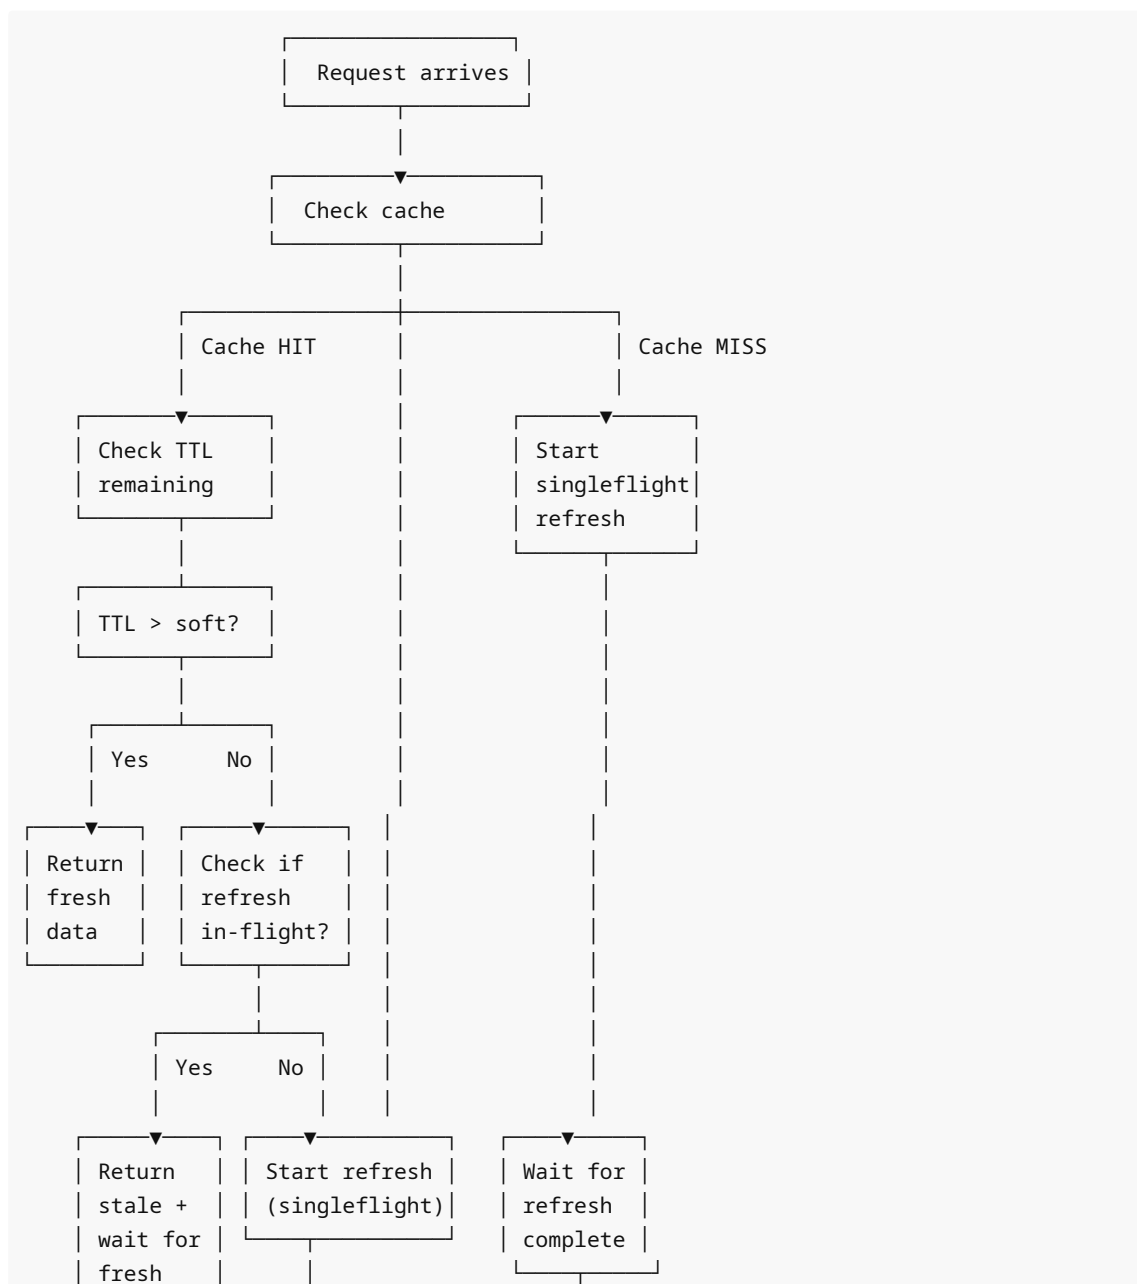 Request arrives
Check cache
Cache HIT
Cache MISS
Check TTL
remaining
Start
singleflight
refresh
TTL > soft?
Yes No
Return
fresh
data
Check if
refresh
in-flight?
Yes No
Return
stale +
wait for
fresh
Start refresh
(singleflight)
Wait for
refresh
complete